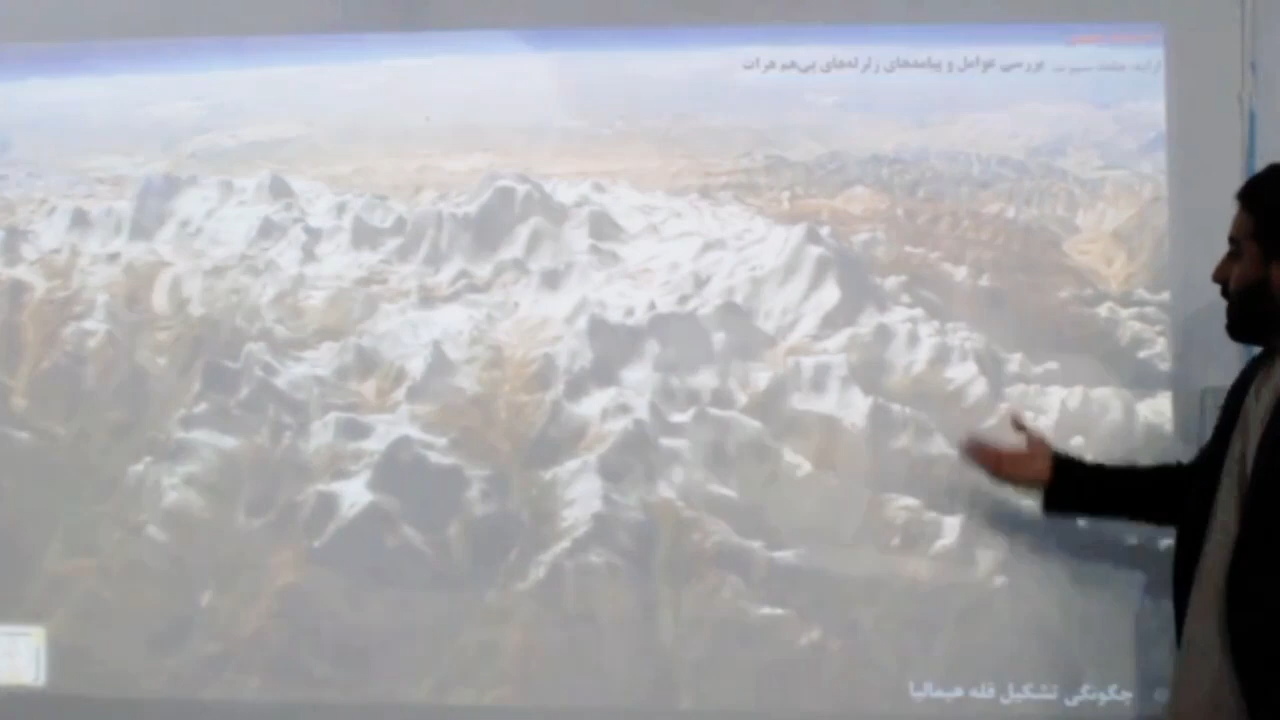 بررسی عوامل و پیامدهای زلزله‌های پی‌هم هرات
چگونگی تشکیل قله هیمالیا